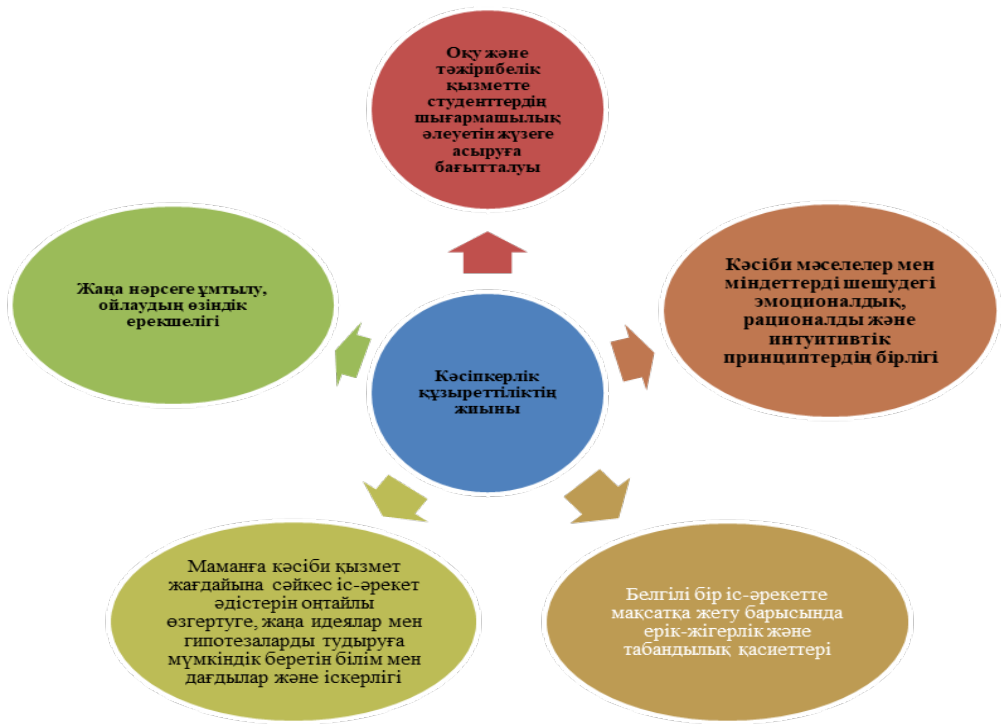 Оқу және
тәжірибелік
қызметте
студенттердің
шығармашылық
әлеуетін жүзеге
асыруға
бағытталуы
Жаңа нәрсеге ұмтылу,
ойлаудың өзіндік
ерекшелігі
Кәсіби мәселелер мен
міндеттерді шешудегі
эмоционалдық,
рационалды және
интуитивтік
принциптердің бірлігі
Кәсіпкерлік
құзыреттіліктің
жиыны
Маманға кәсіби қызмет
жағдайына сәйкес іс-әрекет
әдістерін оңтайлы
өзгертуге, жаңа идеялар мен
гипотезаларды тудыруға
мүмкіндік беретін білім мен
дағдылар және іскерлігі
Белгілі бір іс-әрекетте
мақсатқа жету барысында
ерік-жігерлік және
табандылық қасиеттері